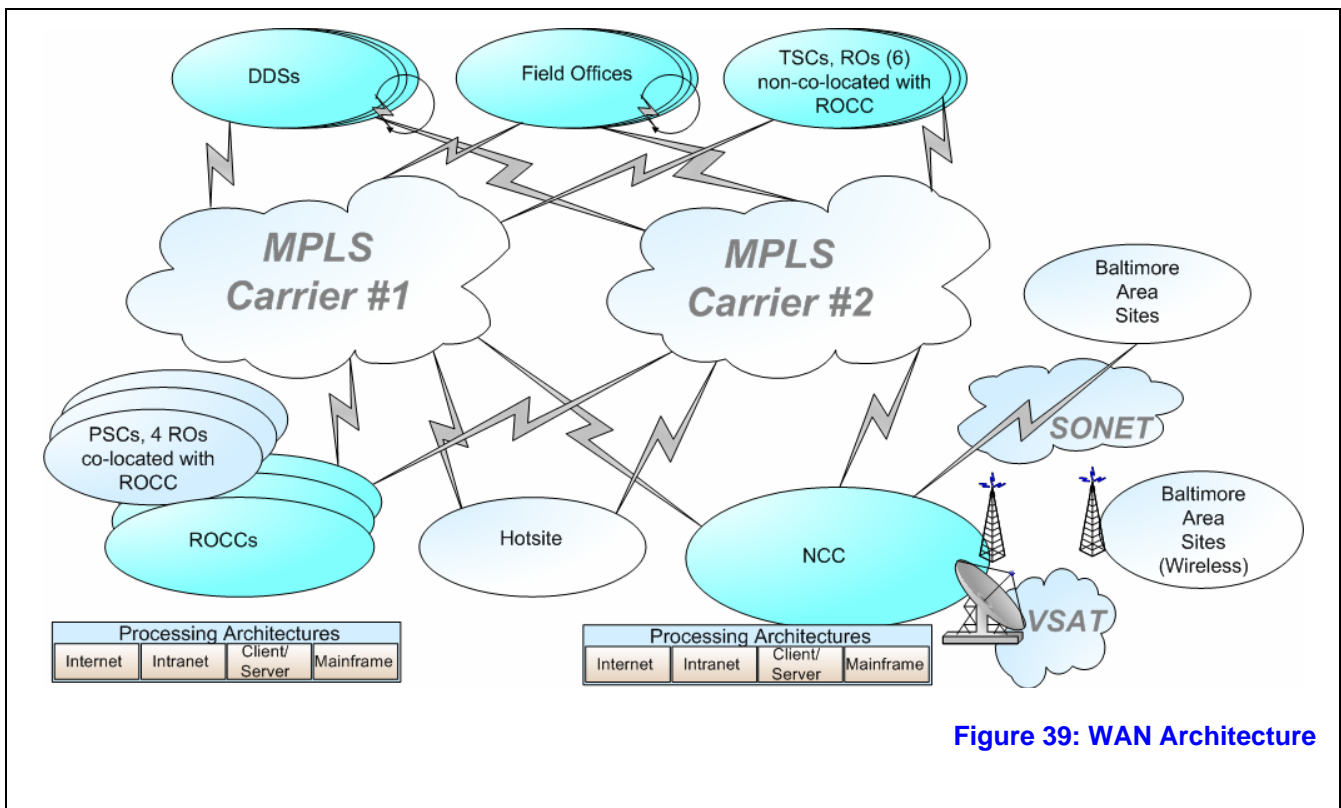 DDSs
Field Offices
TSCs, ROs (6)
non-co-located with
ROCC
MPLS
Carrier #1
MPLS
Carrier #2
Baltimore
Area
Sites
SONET
PSCs, 4 ROs
co-located with
ROCC
ROCCs
Hotsite
NCC
Baltimore
Area
Sites
(Wireless)
VSAT
Processing Architectures
Internet
Intranet
Client/
Server
Mainframe
Processing Architectures
Internet
Intranet
Client/
Server
Mainframe
Figure 39: WAN Architecture